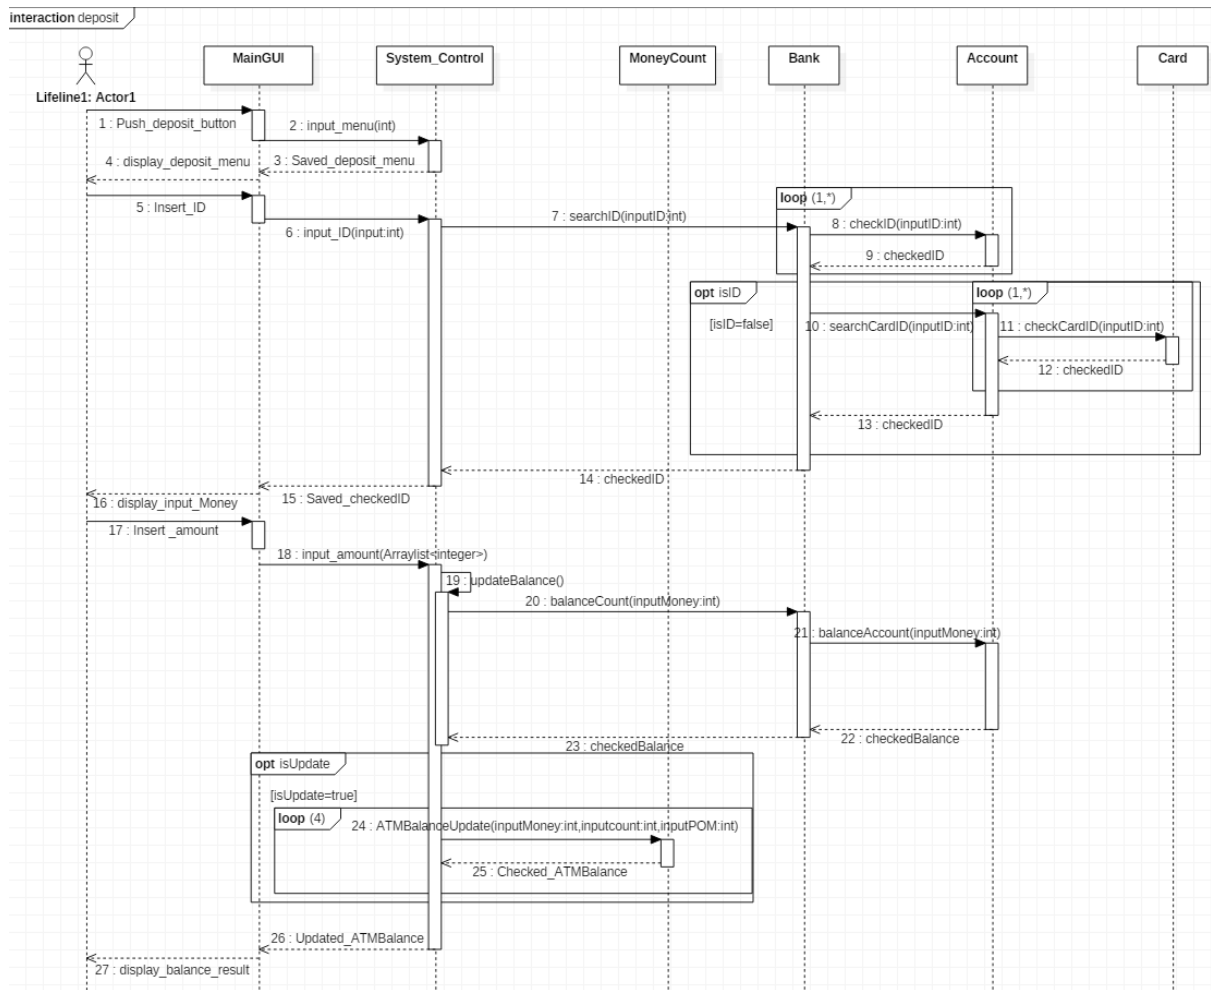 interaction deposit
MainGUI
System_Control
MoneyCount
Bank
Account
Card
Lifeline1: Actor1
1 : Push_deposit_button
2 : input_menu(int)
3 : Saved_deposit_menu
4 : display_deposit_menu
5 : Insert_ID
6 : input_ID(input:int)
7 : searchID(inputID:int)
loop (1,*)
8 : checkID(inputID:int)
9 : checkedID
opt isID
[isID=false]
loop (1,*)
10 : searchCardID(inputID:int)
11 : checkCardID(inputID:int)
12 : checkedID
13 : checkedID
14 : checkedID
15 : Saved_checkedID
16 : display_input_Money
17 : Insert _amount
18 : input_amount(Arraylist<integer>)
19 : updateBalance()
20 : balanceCount(inputMoney:int)
21 : balanceAccount(inputMoney:int)
22 : checkedBalance
23 : checkedBalance
opt isUpdate
[isUpdate=true]
loop (4)
24 : ATMBalanceUpdate(inputMoney:int,inputcount:int,inputPOM:int)
25 : Checked_ATMBalance
26 : Updated_ATMBalance
27 : display_balance_result